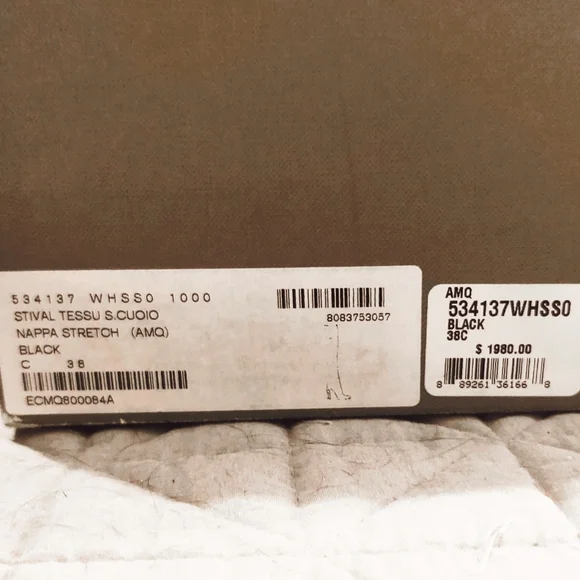 534137 WHSS0 1000
STIVAL TESSU S.CUOIO
NAPPA STRETCH (AMQ)
BLACK
C 38
ECMQ800084A
8083753057
AMQ
534137WHSS0
BLACK
38C
$ 1980.00
8 89261 36166 8